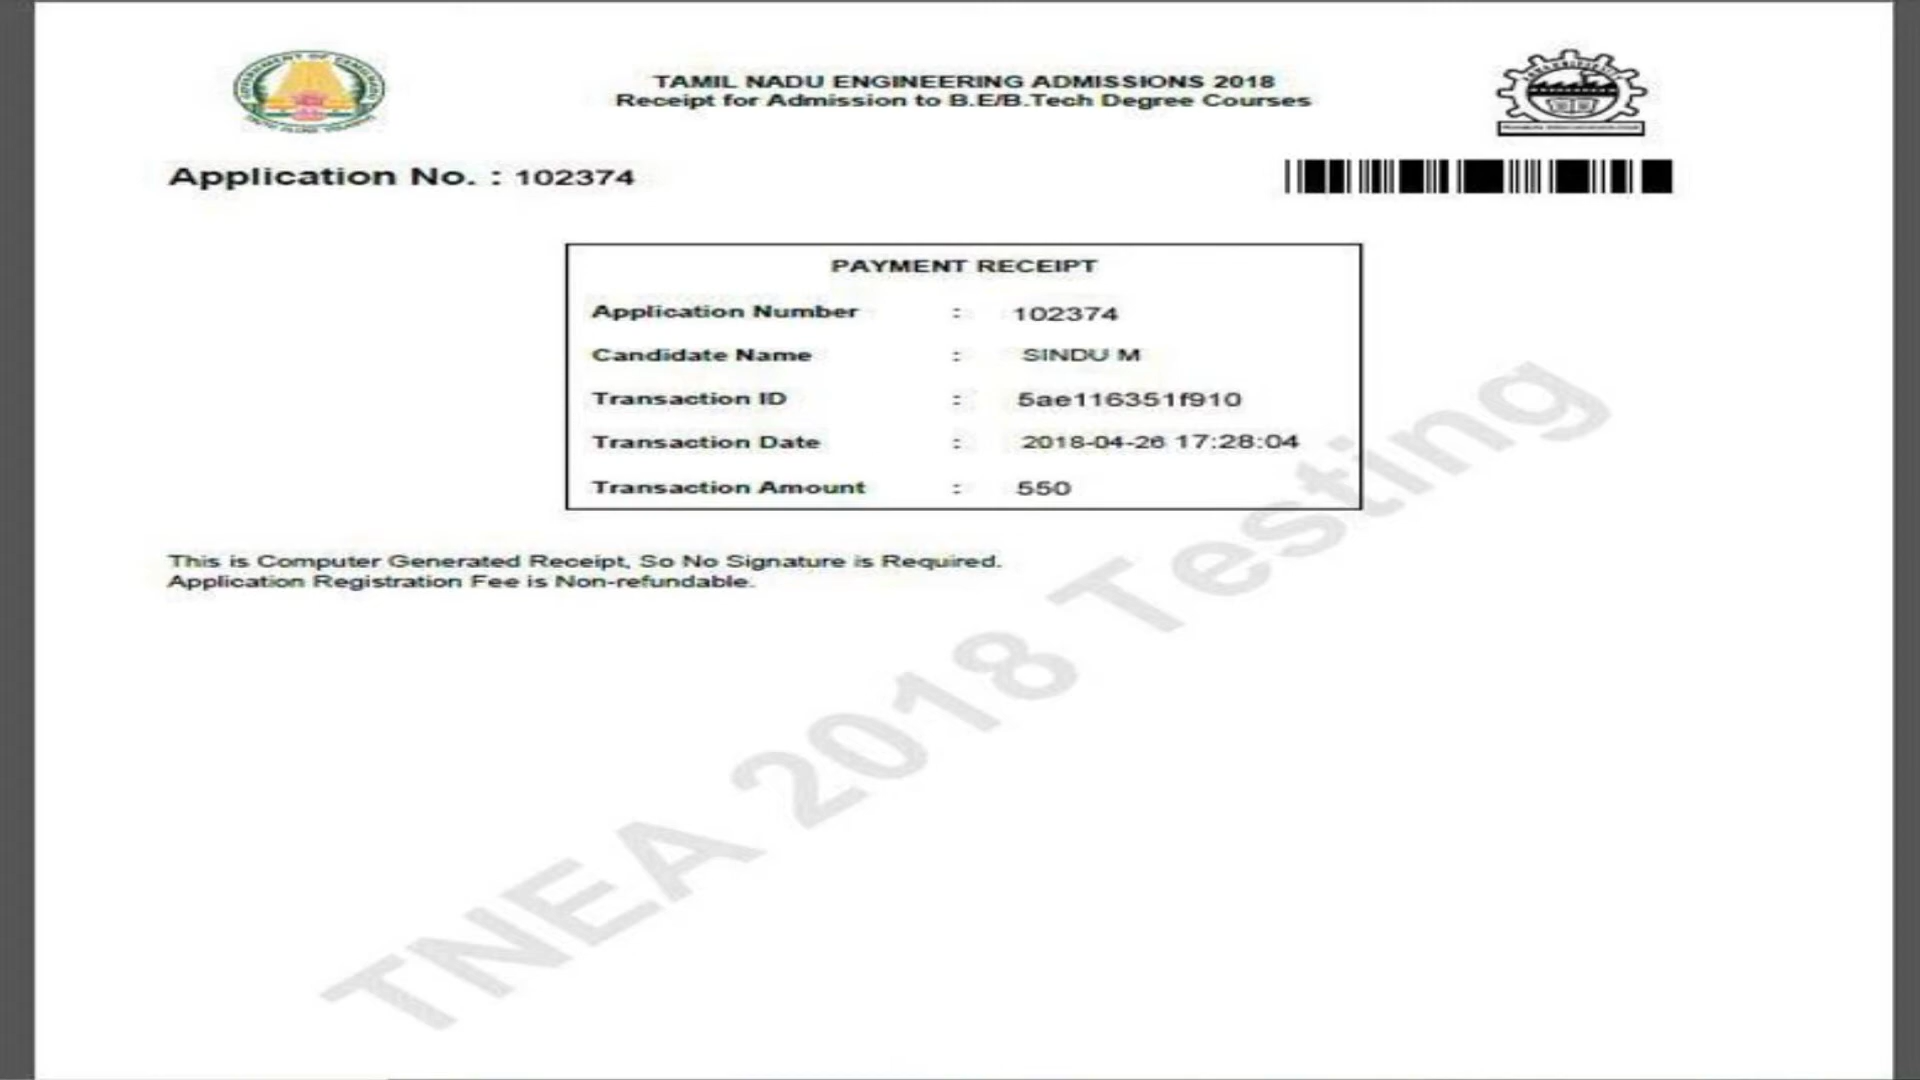 TAMIL NADU ENGINEERING ADMISSIONS 2018
Receipt for Admission to B.E/B.Tech Degree Courses
Application No. : 102374
PAYMENT RECEIPT
Application Number : 102374
Candidate Name : SINDU M
Transaction ID : 5ae116351f910
Transaction Date : 2018-04-26 17:28:04
Transaction Amount : 550
This is Computer Generated Receipt, So No Signature is Required.
Application Registration Fee is Non-refundable.
TNEA 2018 Testing